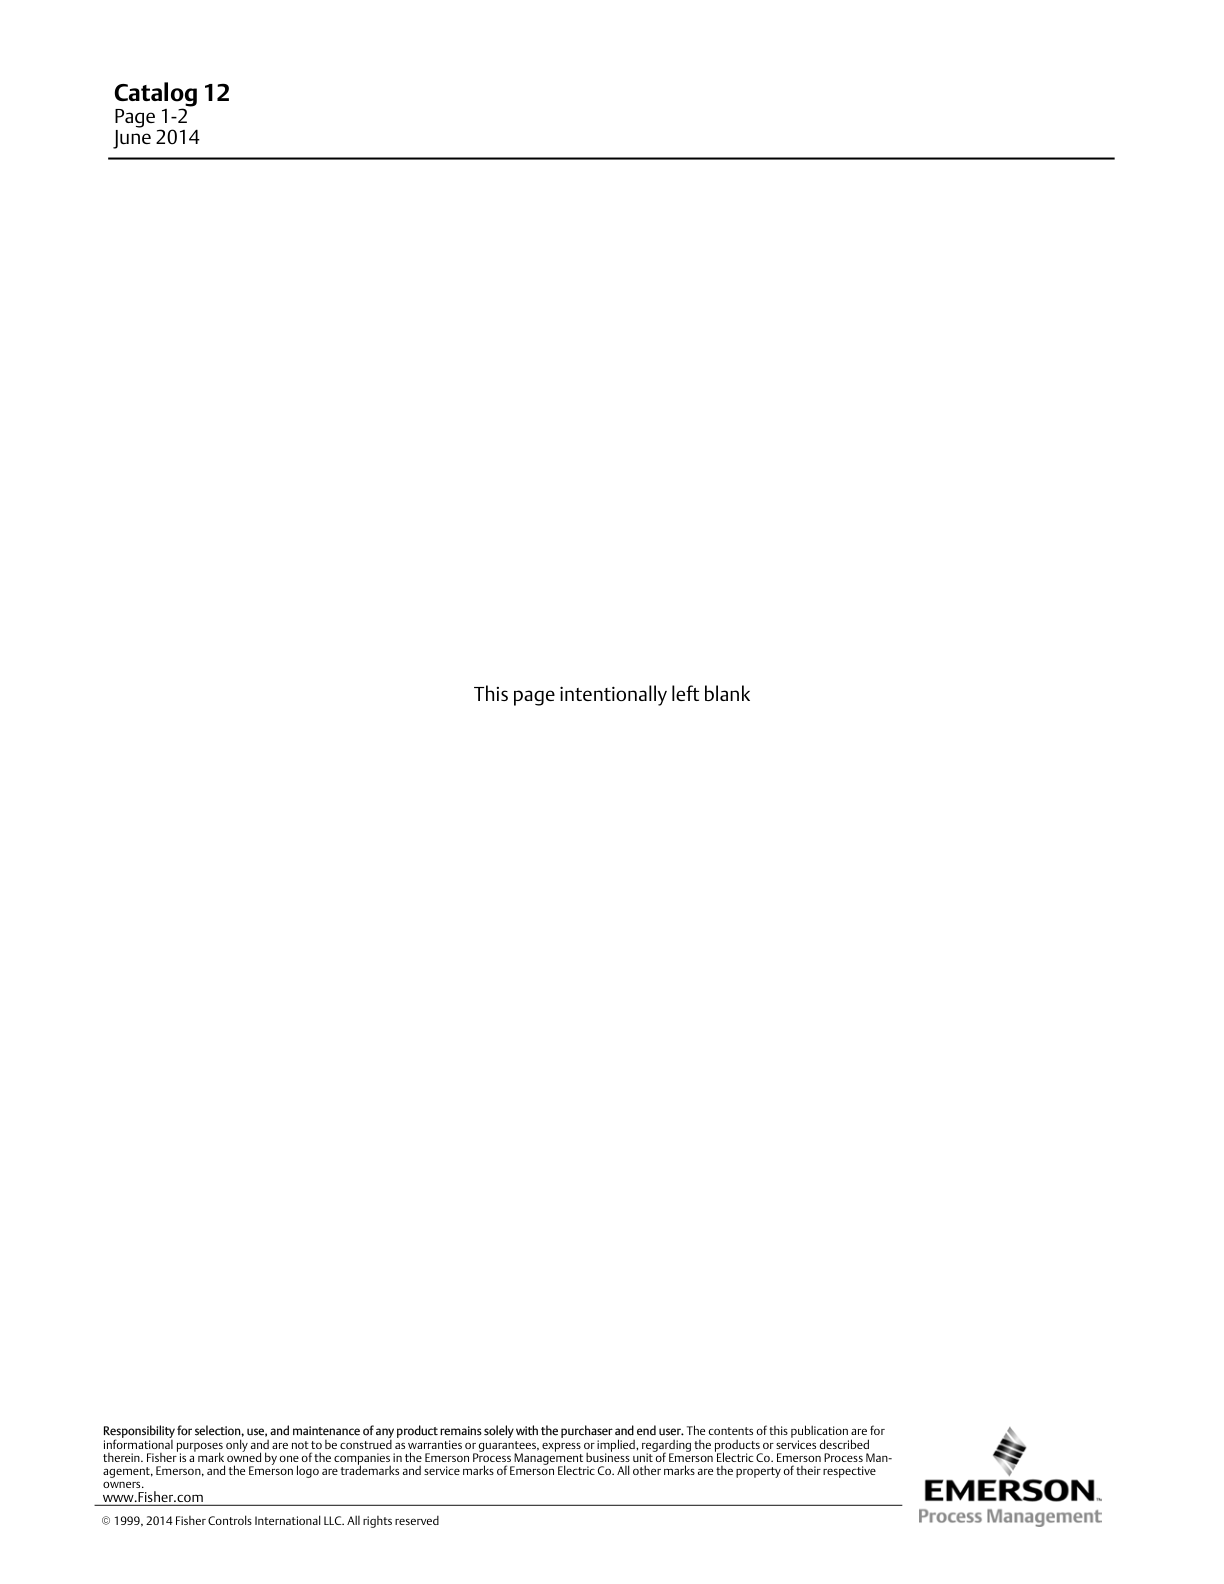 Catalog 12
Page 1-2
June 2014
This page intentionally left blank
Responsibility for selection, use, and maintenance of any product remains solely with the purchaser and end user. The contents of this publication are for
informational purposes only and are not to be construed as warranties or guarantees, express or implied, regarding the products or services described
therein. Fisher is a mark owned by one of the companies in the Emerson Process Management business unit of Emerson Electric Co. Emerson Process Man-
agement, Emerson, and the Emerson logo are trademarks and service marks of Emerson Electric Co. All other marks are the property of their respective
owners.
www.Fisher.com
© 1999, 2014 Fisher Controls International LLC. All rights reserved
EMERSON™
Process Management